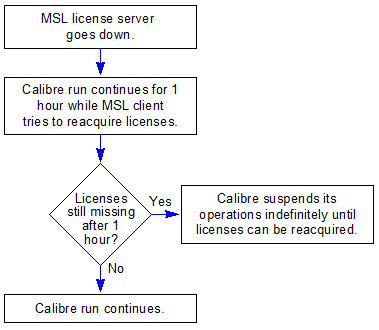 MSL license server
goes down.
Calibre run continues for 1
hour while MSL client
tries to reacquire licenses.
Licenses
still missing
after 1
hour?
Yes
Calibre suspends its
operations indefinitely until
licenses can be reacquired.
No
Calibre run continues.